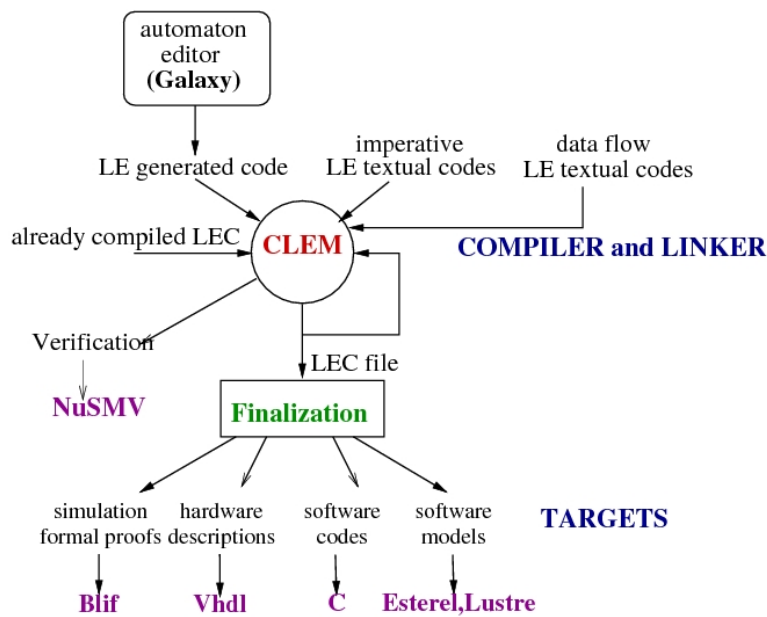 automaton
editor
(Galaxy)
LE generated code
imperative
LE textual codes
data flow
LE textual codes
already compiled LEC
CLEM
COMPILER and LINKER
Verification
NuSMV
LEC file
Finalization
simulation
formal proofs
hardware
descriptions
software
codes
software
models
TARGETS
Blif
Vhdl
C
Esterel,Lustre